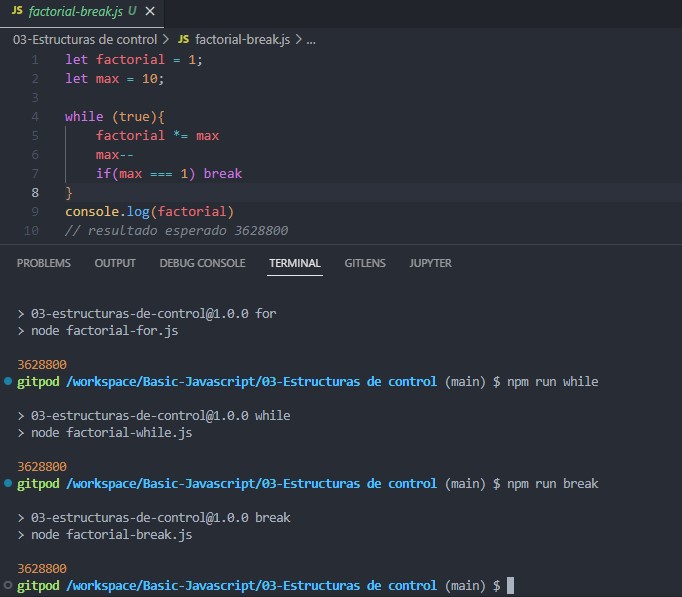 JS factorial-break.js U ×
03-Estructuras de control > JS factorial-break.js > ...
1 let factorial = 1;
2 let max = 10;
3
4 while (true){
5 factorial *= max
6 max--
7 if(max === 1) break
8 }
9 console.log(factorial)
10 // resultado esperado 3628800
PROBLEMS OUTPUT DEBUG CONSOLE TERMINAL GITLENS JUPYTER
> 03-estructuras-de-control@1.0.0 for
> node factorial-for.js
3628800
gitpod /workspace/Basic-Javascript/03-Estructuras de control (main) $ npm run while
> 03-estructuras-de-control@1.0.0 while
> node factorial-while.js
3628800
gitpod /workspace/Basic-Javascript/03-Estructuras de control (main) $ npm run break
> 03-estructuras-de-control@1.0.0 break
> node factorial-break.js
3628800
gitpod /workspace/Basic-Javascript/03-Estructuras de control (main) $